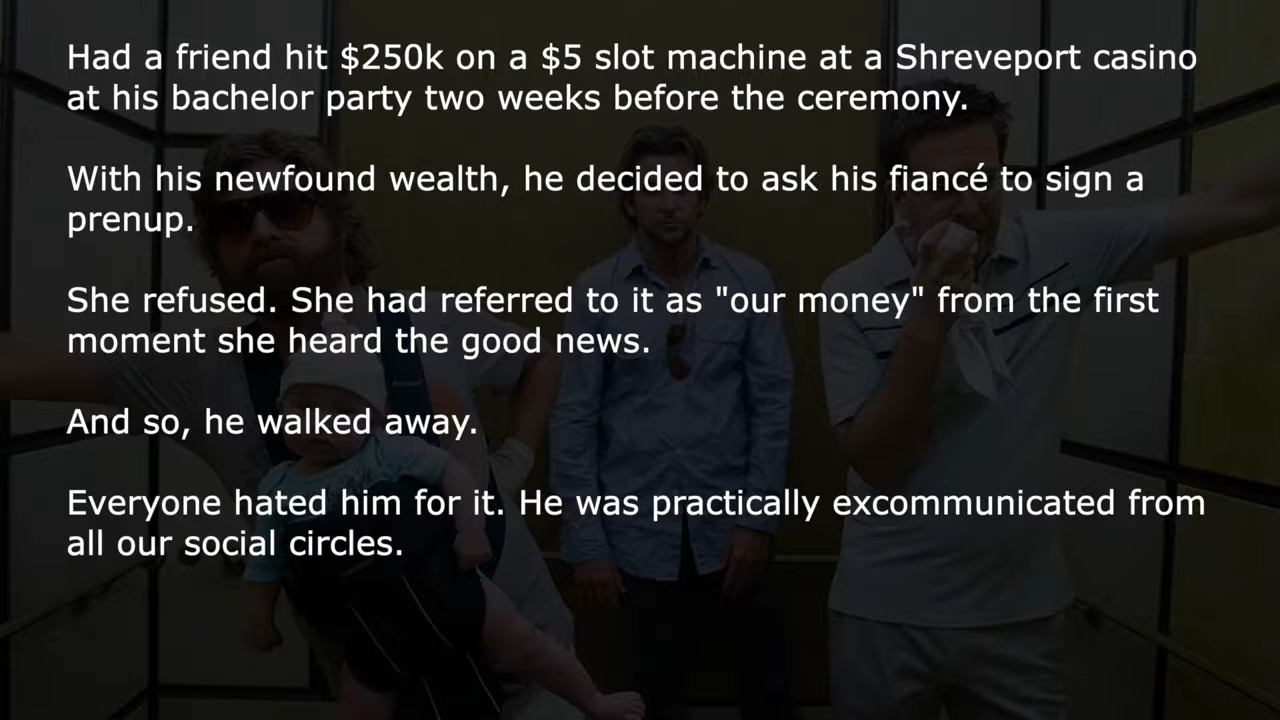 Had a friend hit $250k on a $5 slot machine at a Shreveport casino
at his bachelor party two weeks before the ceremony.
With his newfound wealth, he decided to ask his fiancé to sign a
prenup.
She refused. She had referred to it as "our money" from the first
moment she heard the good news.
And so, he walked away.
Everyone hated him for it. He was practically excommunicated from
all our social circles.